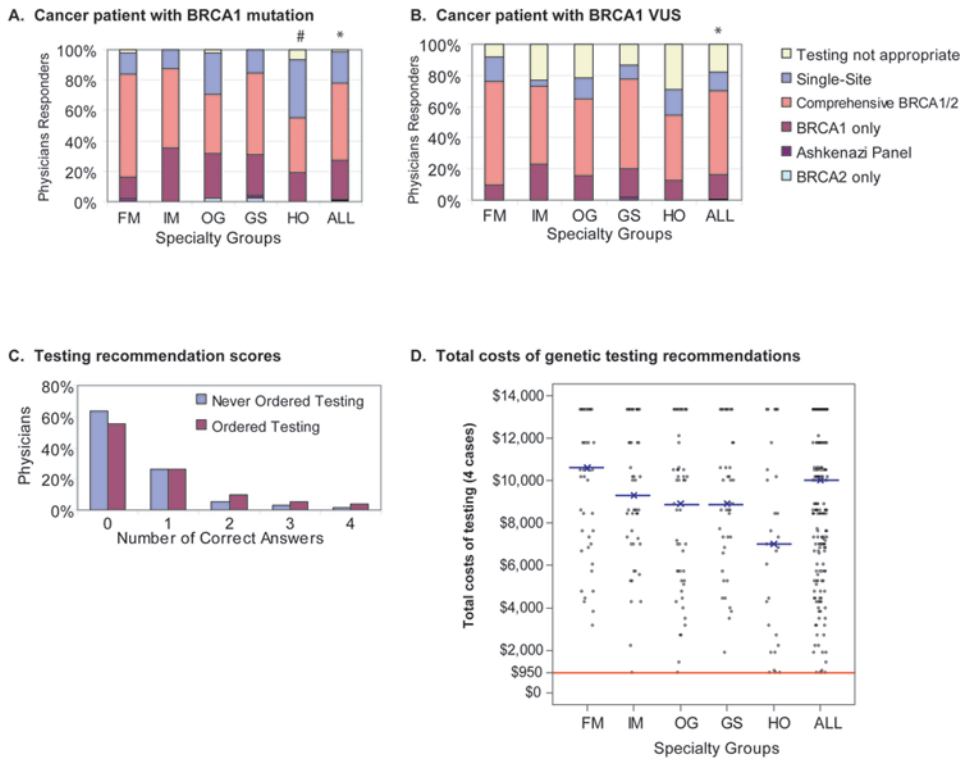 A. Cancer patient with BRCA1 mutation
Physicians Responders
100%
80%
60%
40%
20%
0%
# *
FM IM OG GS HO ALL
Specialty Groups
B. Cancer patient with BRCA1 VUS
Physicians Responders
100%
80%
60%
40%
20%
0%
*
FM IM OG GS HO ALL
Specialty Groups
Testing not appropriate
Single-Site
Comprehensive BRCA1/2
BRCA1 only
Ashkenazi Panel
BRCA2 only
C. Testing recommendation scores
Physicians
80%
60%
40%
20%
0%
Never Ordered Testing
Ordered Testing
0 1 2 3 4
Number of Correct Answers
D. Total costs of genetic testing recommendations
Total costs of testing (4 cases)
$14,000
$12,000
$10,000
$8,000
$6,000
$4,000
$2,000
$950
$0
FM IM OG GS HO ALL
Specialty Groups